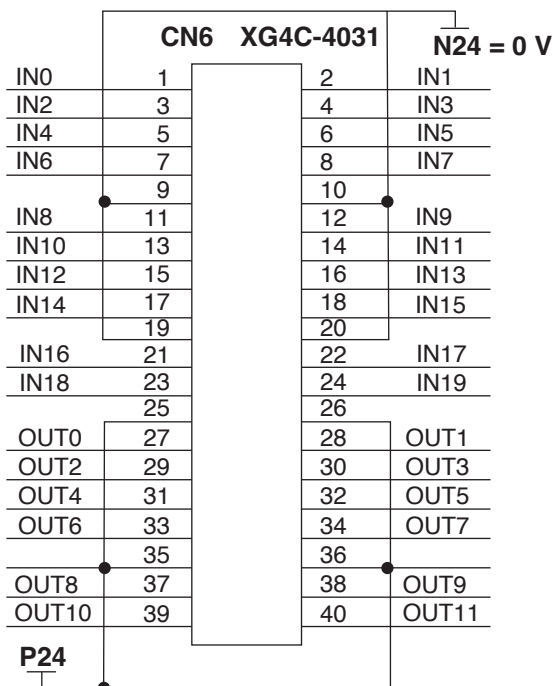 CN6 XG4C-4031
N24 = 0 V
IN0 1 2 IN1
IN2 3 4 IN3
IN4 5 6 IN5
IN6 7 8 IN7
9 10
IN8 11 12 IN9
IN10 13 14 IN11
IN12 15 16 IN13
IN14 17 18 IN15
19 20
IN16 21 22 IN17
IN18 23 24 IN19
25 26
OUT0 27 28 OUT1
OUT2 29 30 OUT3
OUT4 31 32 OUT5
OUT6 33 34 OUT7
35 36
OUT8 37 38 OUT9
OUT10 39 40 OUT11
P24